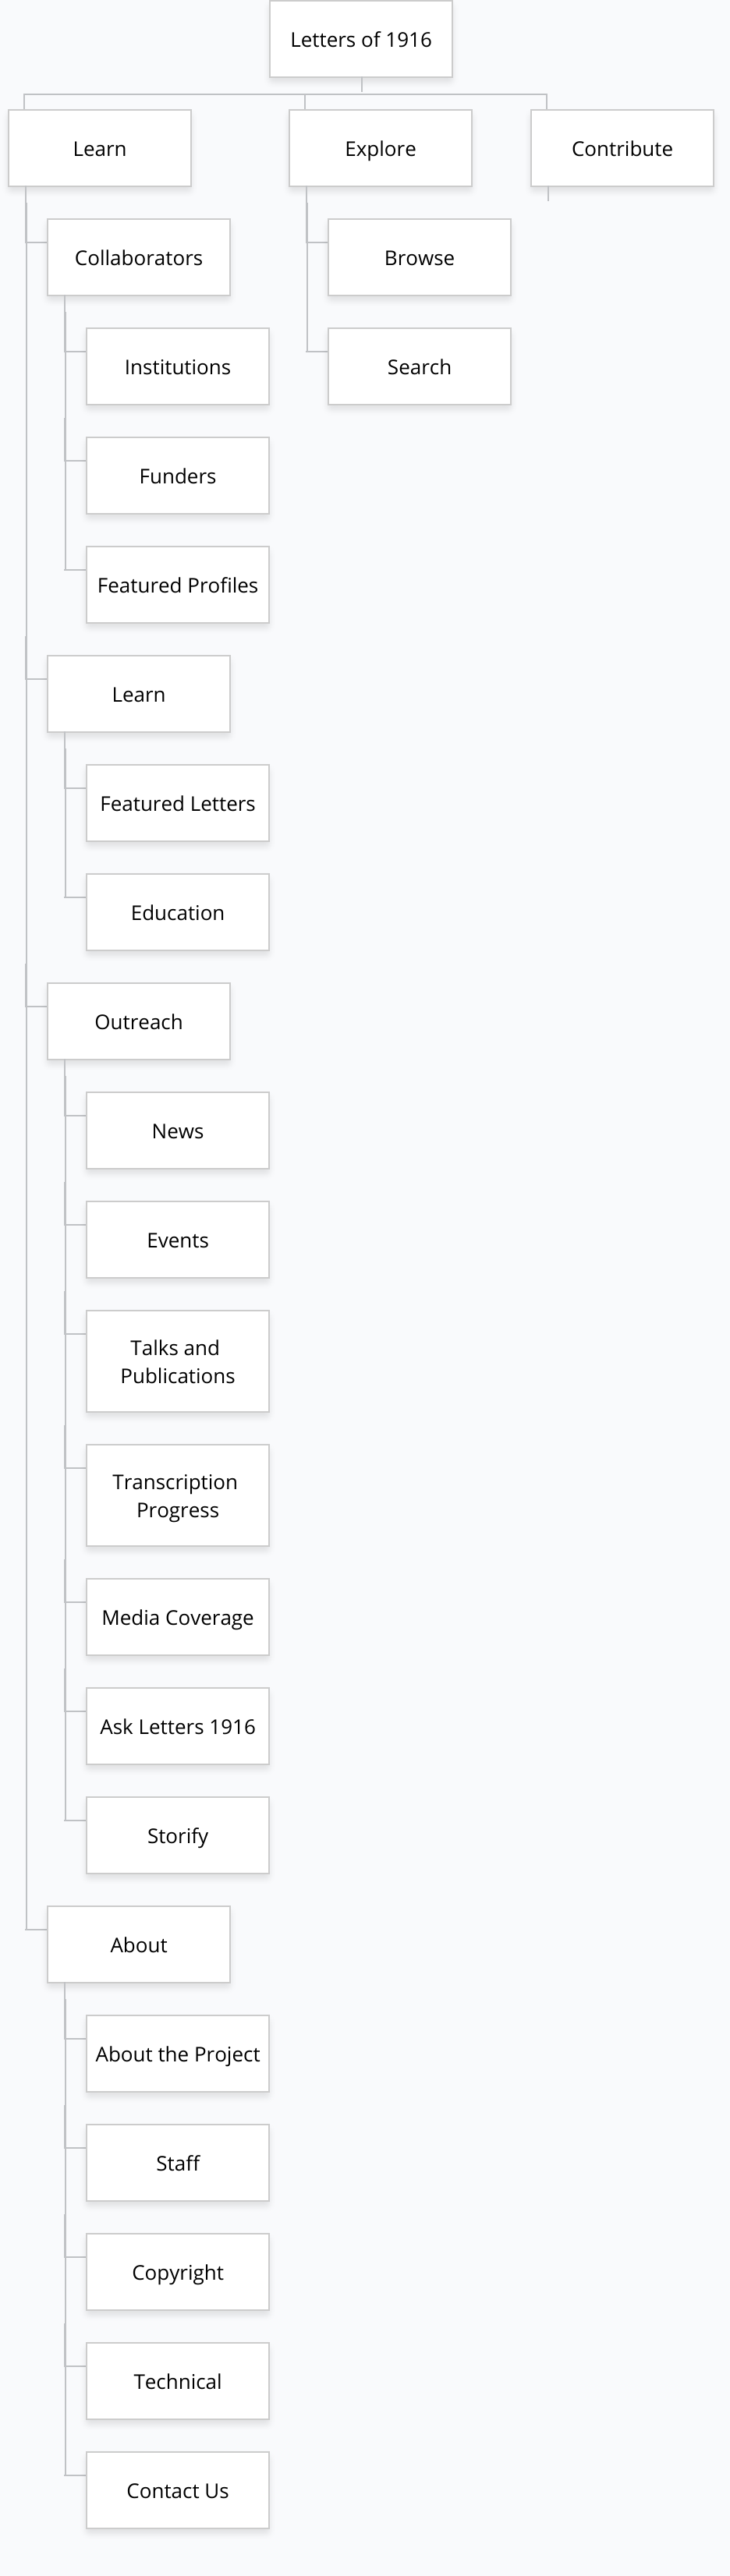 Letters of 1916
Learn
Explore
Contribute
Collaborators
Browse
Institutions
Search
Funders
Featured Profiles
Learn
Featured Letters
Education
Outreach
News
Events
Talks and
Publications
Transcription
Progress
Media Coverage
Ask Letters 1916
Storify
About
About the Project
Staff
Copyright
Technical
Contact Us